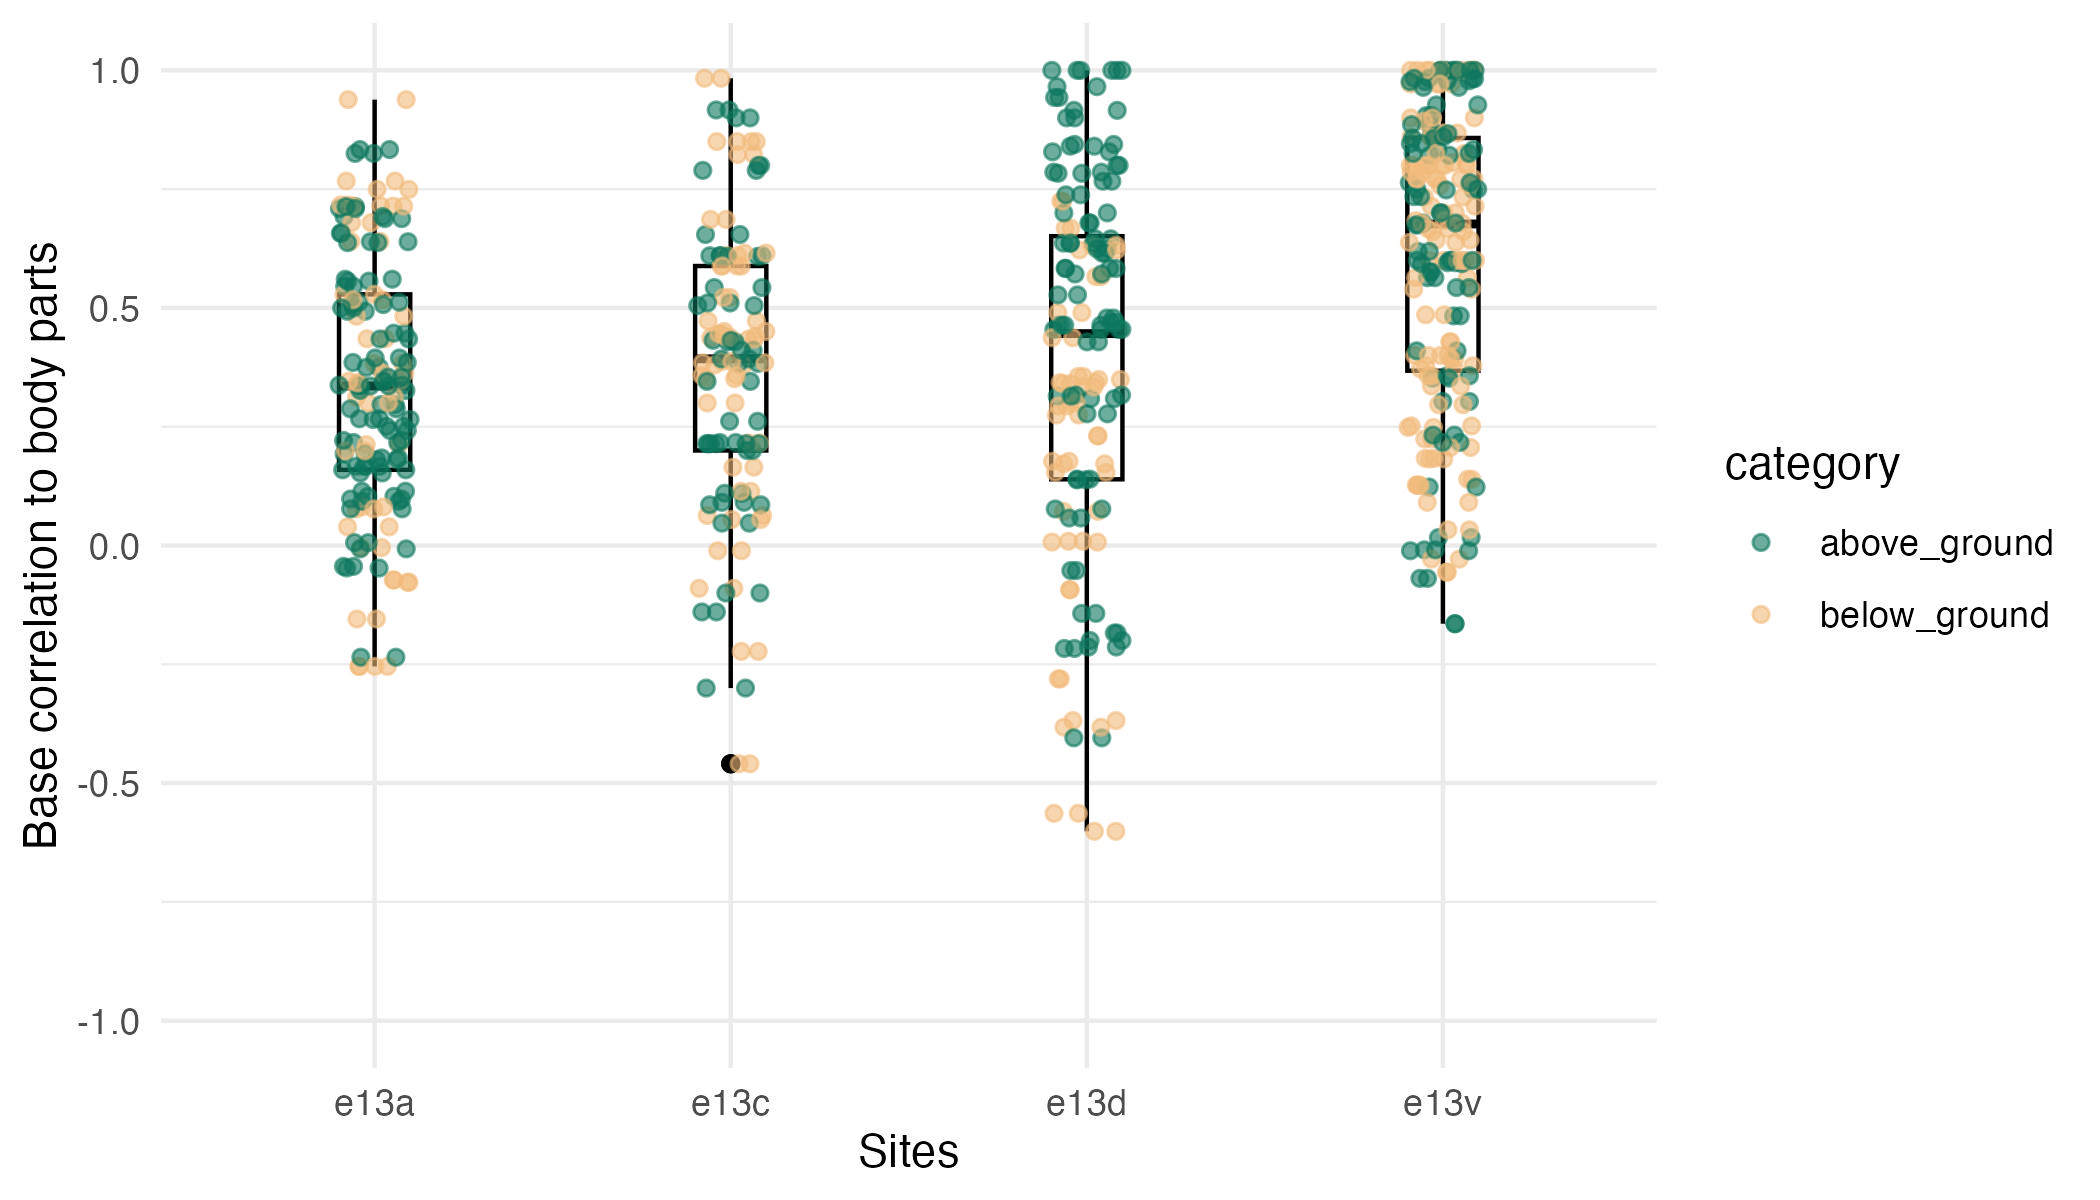 Base correlation to body parts
1.0
0.5
0.0
-0.5
-1.0
e13a
e13c
e13d
e13v
Sites
category
above_ground
below_ground